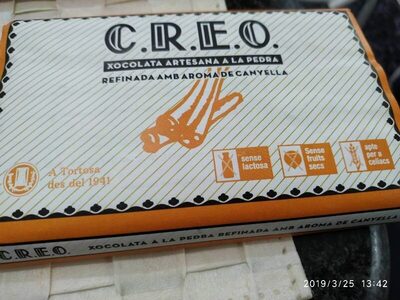 C.R.E.O.
XOCOLATA ARTESANA A LA PEDRA
REFINADA AMB AROMA DE CANYELLA
A Tortosa
des del 1941
sense
lactosa
Sense
fruits
secs
apte
per a
celíacs
C.R.E.O. XOCOLATA A LA PEDRA REFINADA AMB AROMA DE CANYELLA
2019/3/25 13:42